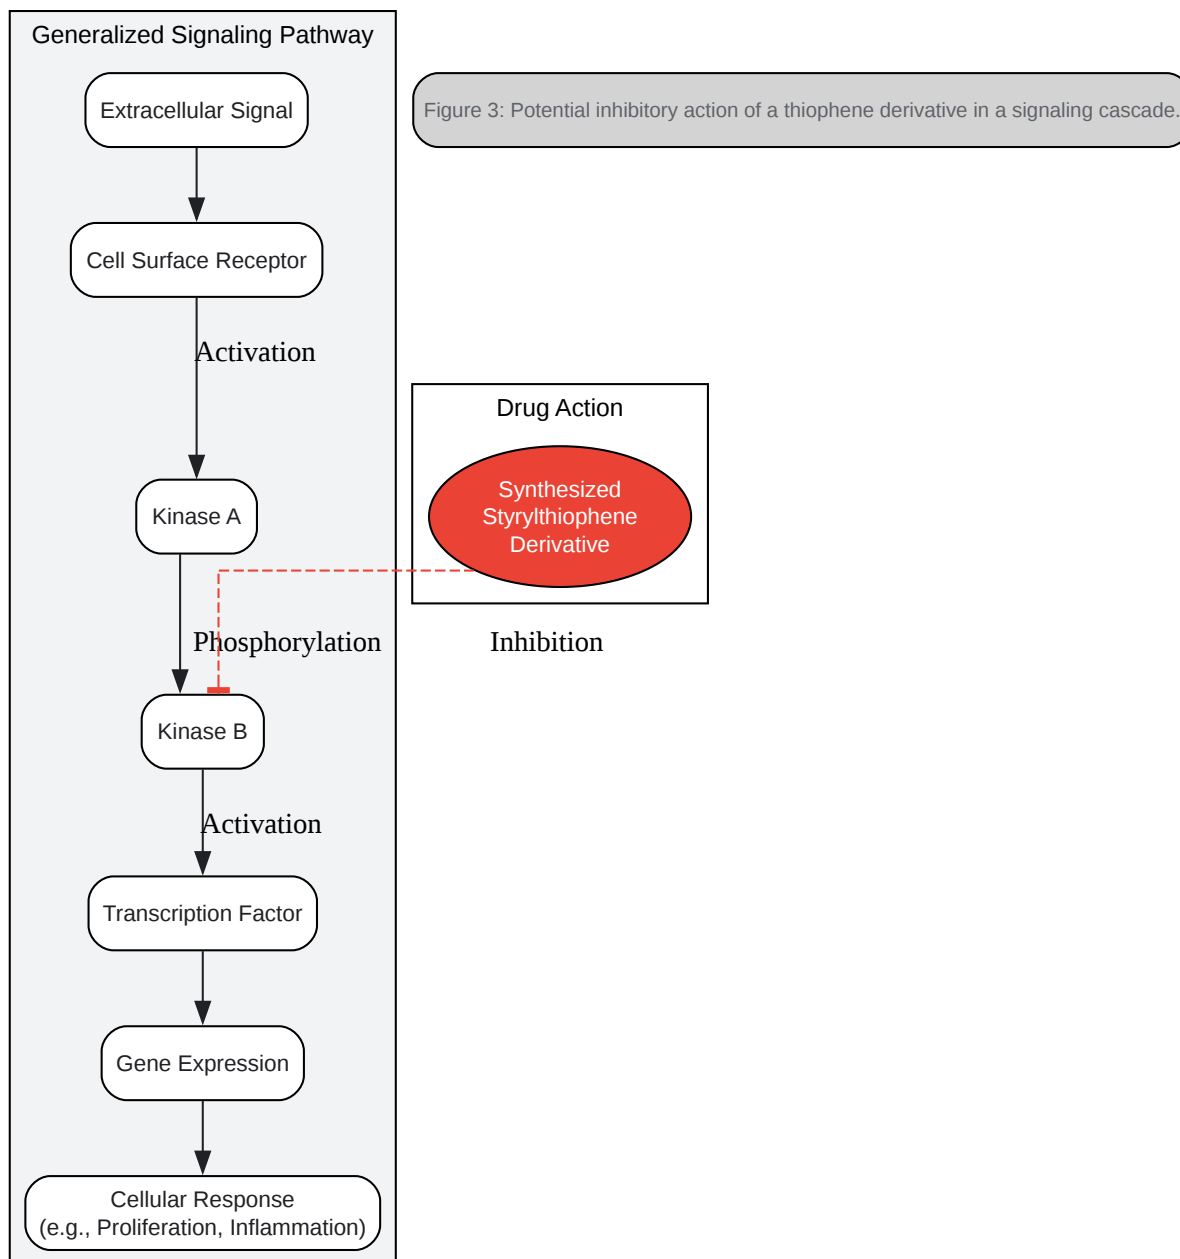 Generalized Signaling Pathway
Extracellular Signal
Figure 3: Potential inhibitory action of a thiophene derivative in a signaling cascade.
Cell Surface Receptor
Activation
Drug Action
Synthesized
Styrylthiophene
Derivative
Kinase A
Phosphorylation
Inhibition
Kinase B
Activation
Transcription Factor
Gene Expression
Cellular Response
(e.g., Proliferation, Inflammation)